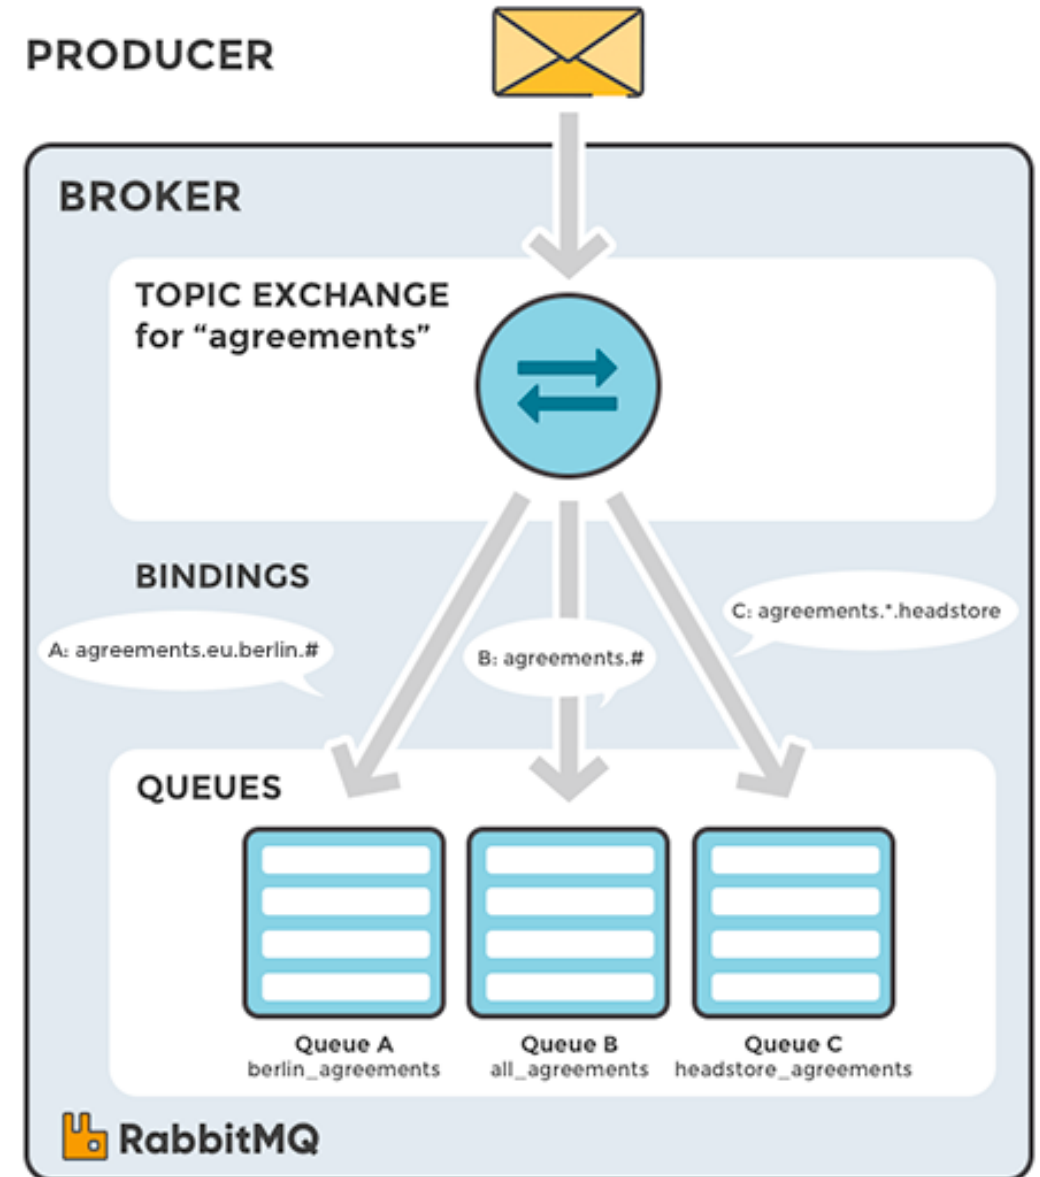 PRODUCER
BROKER
TOPIC EXCHANGE
for “agreements”
BINDINGS
C: agreements.*.headstore
A: agreements.eu.berlin.#
B: agreements.#
QUEUES
Queue A
berlin_agreements
Queue B
all_agreements
Queue C
headstore_agreements
RabbitMQ